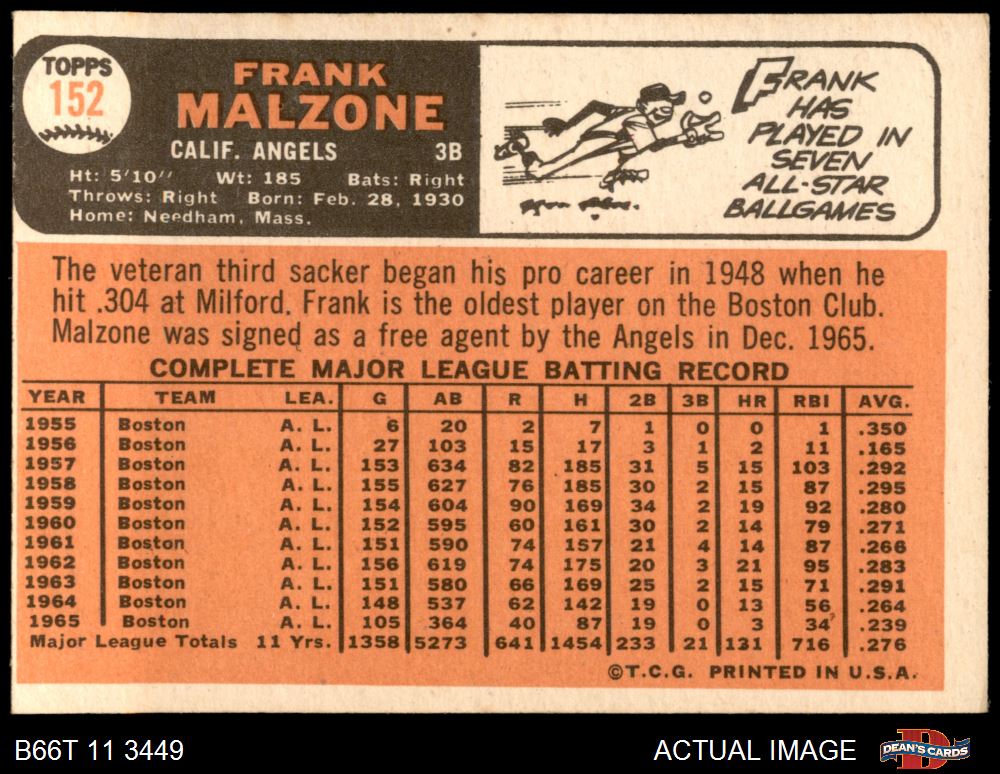 TOPPS
152
FRANK
MALZONE
CALIF. ANGELS 3B
Ht: 5'10" Wt: 185 Bats: Right
Throws: Right Born: Feb. 28, 1930
Home: Needham, Mass.
FRANK
HAS
PLAYED IN
SEVEN
ALL-STAR
BALLGAMES
The veteran third sacker began his pro career in 1948 when he
hit .304 at Milford. Frank is the oldest player on the Boston Club.
Malzone was signed as a free agent by the Angels in Dec. 1965.
COMPLETE MAJOR LEAGUE BATTING RECORD
YEAR TEAM LEA. G AB R H 2B 3B HR RBI AVG.
1955 Boston A. L. 6 20 2 7 1 0 0 1 .350
1956 Boston A. L. 27 103 15 17 3 1 2 11 .165
1957 Boston A. L. 153 634 82 185 31 5 15 103 .292
1958 Boston A. L. 155 627 76 185 30 2 15 87 .295
1959 Boston A. L. 154 604 90 169 34 2 19 92 .280
1960 Boston A. L. 152 595 60 161 30 2 14 79 .271
1961 Boston A. L. 151 590 74 157 21 4 14 87 .266
1962 Boston A. L. 156 619 74 175 20 3 21 95 .283
1963 Boston A. L. 151 580 66 169 25 2 15 71 .291
1964 Boston A. L. 148 537 62 142 19 0 13 56 .264
1965 Boston A. L. 105 364 40 87 19 0 3 34 .239
Major League Totals 11 Yrs. 1358 5273 641 1454 233 21 131 716 .276
©T.C.G. PRINTED IN U.S.A.
B66T 11 3449 ACTUAL IMAGE DEAN'S CARDS